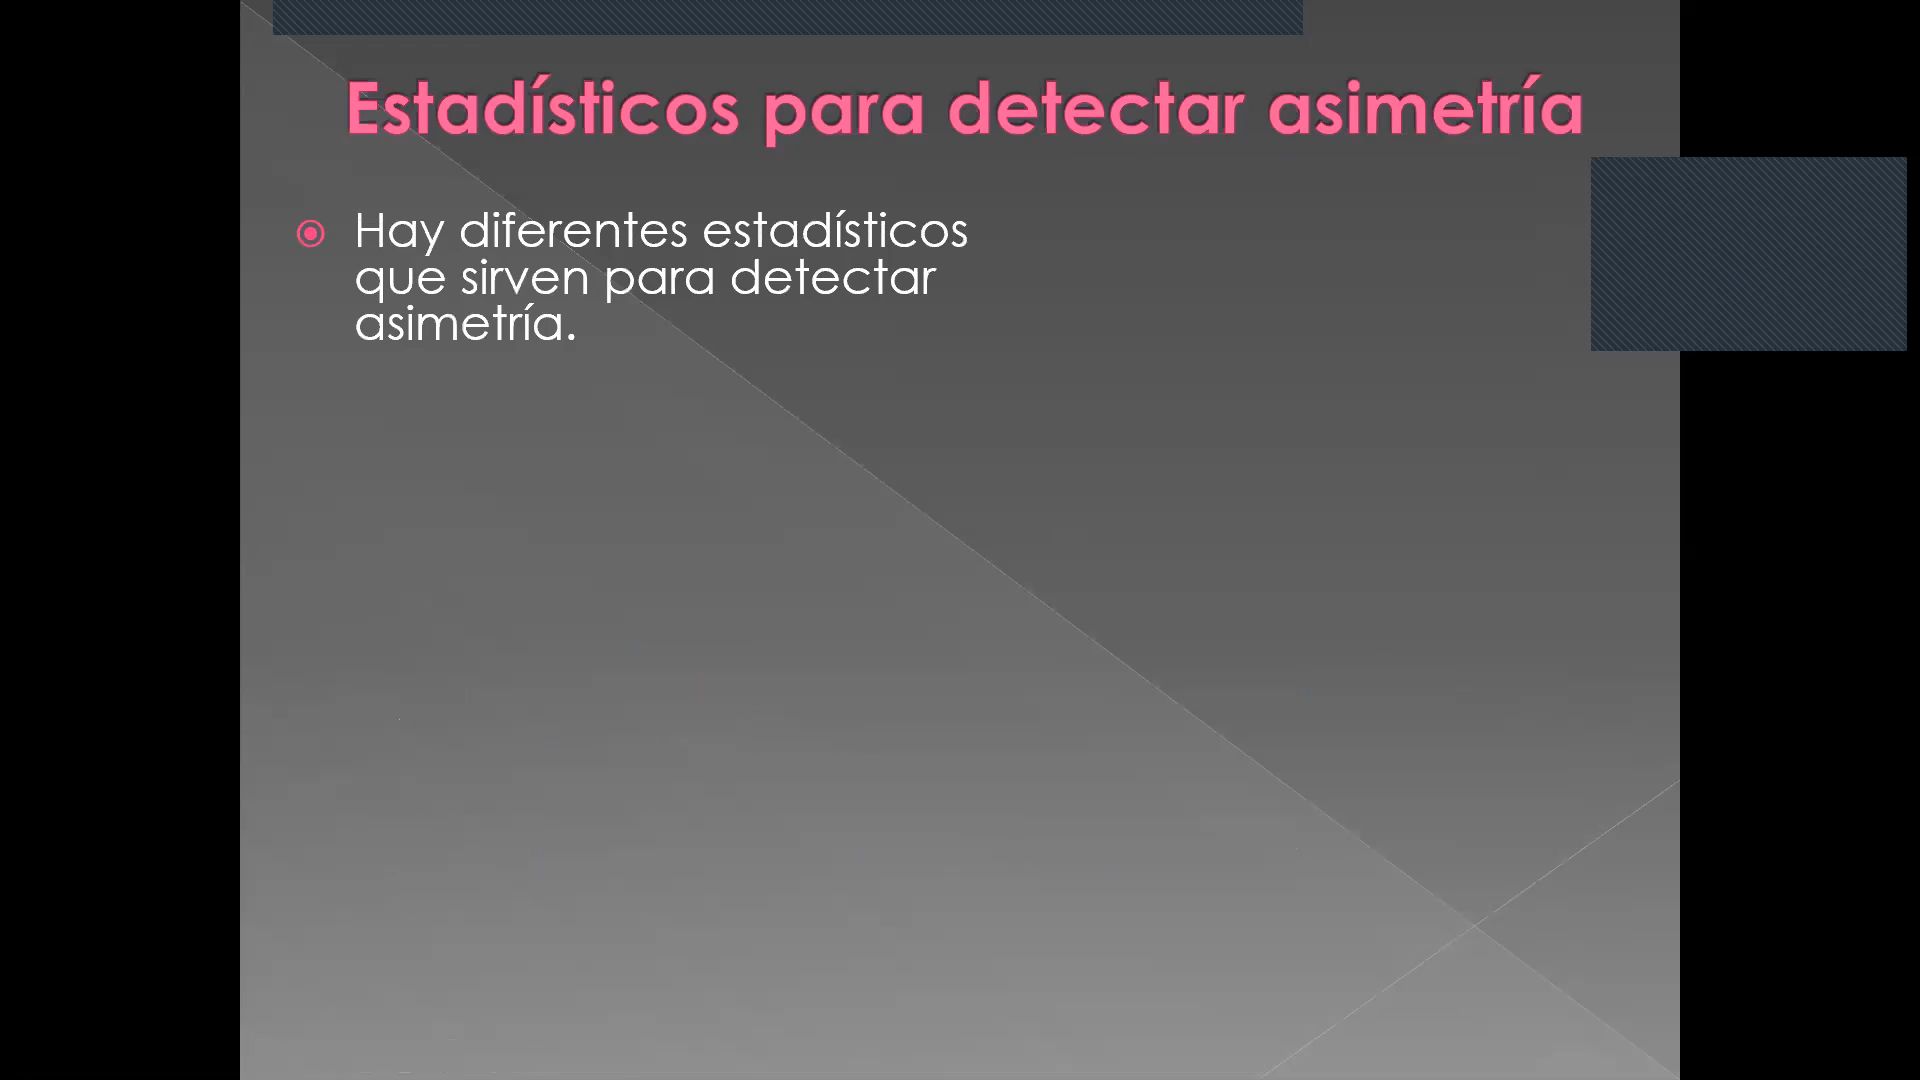 Estadísticos para detectar asimetría
Hay diferentes estadísticos
que sirven para detectar
asimetría.